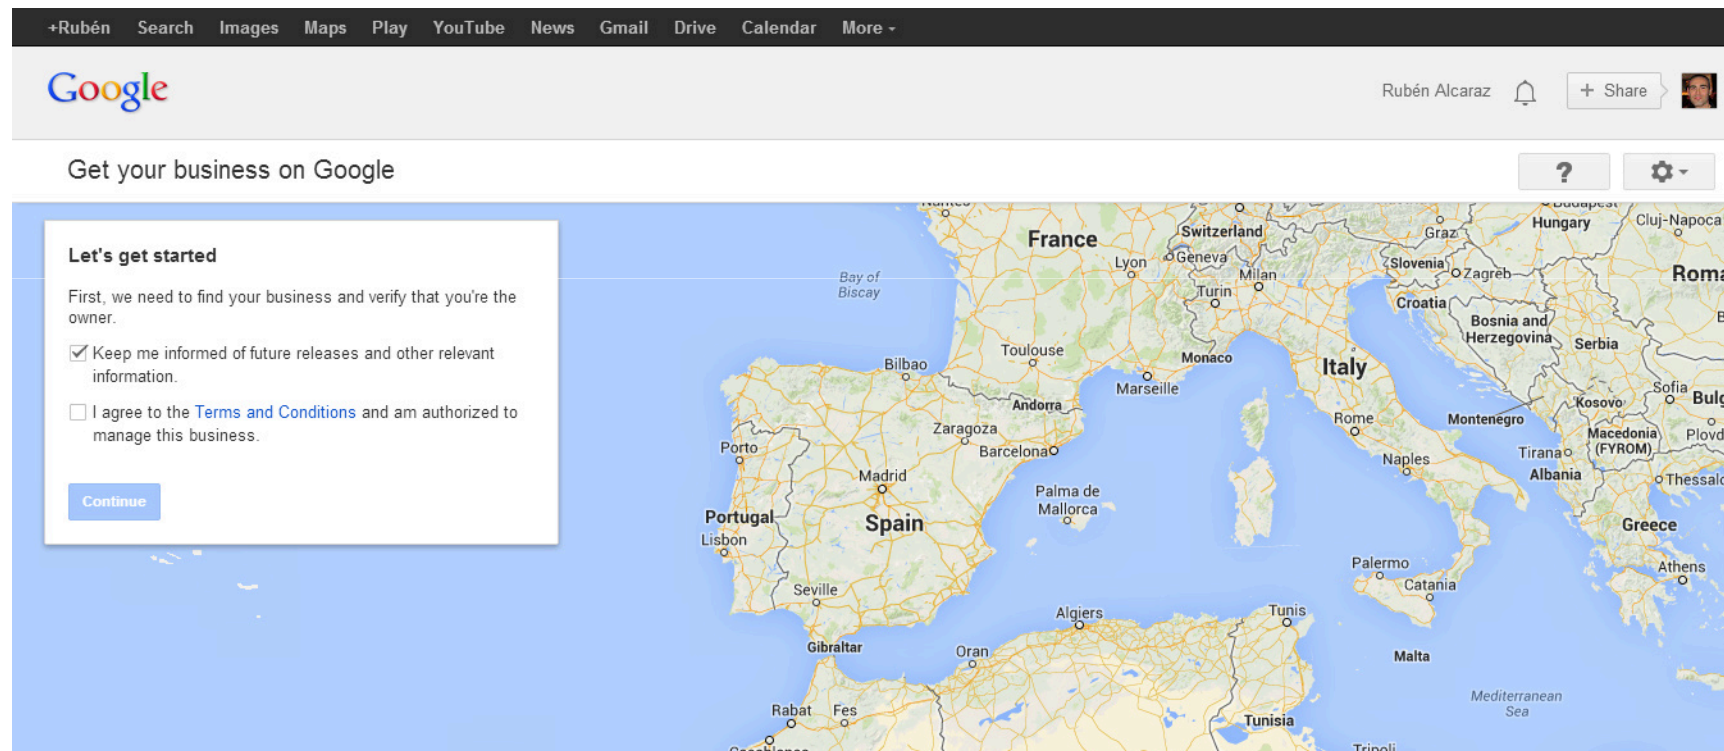 +Rubén Search Images Maps Play YouTube News Gmail Drive Calendar More
Google
Rubén Alcaraz
+ Share
Get your business on Google
?
Let's get started
First, we need to find your business and verify that you're the
owner.
Keep me informed of future releases and other relevant
information.
I agree to the Terms and Conditions and am authorized to
manage this business.
Continue
France
Switzerland
Graz
Hungary
Cluj-Napoca
Lyon
Geneva
Milan
Slovenia
Zagreb
Bay of
Biscay
Turin
Croatia
Bosnia and
Herzegovina
Serbia
Toulouse
Bilbao
Monaco
Marseille
Italy
Andorra
Sofia
Kosovo
Montenegro
Rome
Zaragoza
Barcelona
Porto
Macedonia
(FYROM)
Tirana
Albania
Naples
Madrid
Palma de
Mallorca
Portugal
Spain
Lisbon
Greece
Palermo
Catania
Athens
Seville
Algiers
Tunis
Gibraltar
Oran
Malta
Mediterranean
Sea
Rabat
Fes
Tunisia